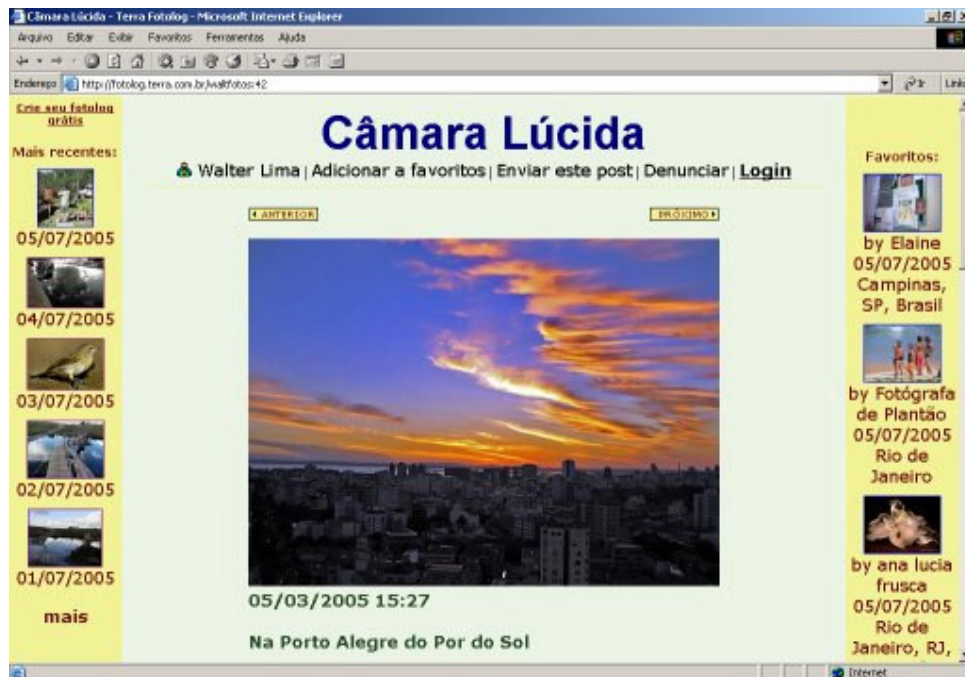 Câmara Lúcida - Terra Fotolog - Microsoft Internet Explorer
Arquivo Editar Exibir Favoritos Ferramentas Ajuda
Endereço http://fotolog.terra.com.br/waltfotos:42
Links
Crie seu fotolog
grátis
Mais recentes:
05/07/2005
04/07/2005
03/07/2005
02/07/2005
01/07/2005
mais
Câmara Lúcida
Walter Lima | Adicionar a favoritos | Enviar este post | Denunciar | Login
ANTERIOR
PRÓXIMO
05/03/2005 15:27
Na Porto Alegre do Por do Sol
Favoritos:
by Elaine
05/07/2005
Campinas,
SP, Brasil
by Fotógrafa
de Plantão
05/07/2005
Rio de
Janeiro
by ana lucia
frusca
05/07/2005
Rio de
Janeiro, RJ,
Internet